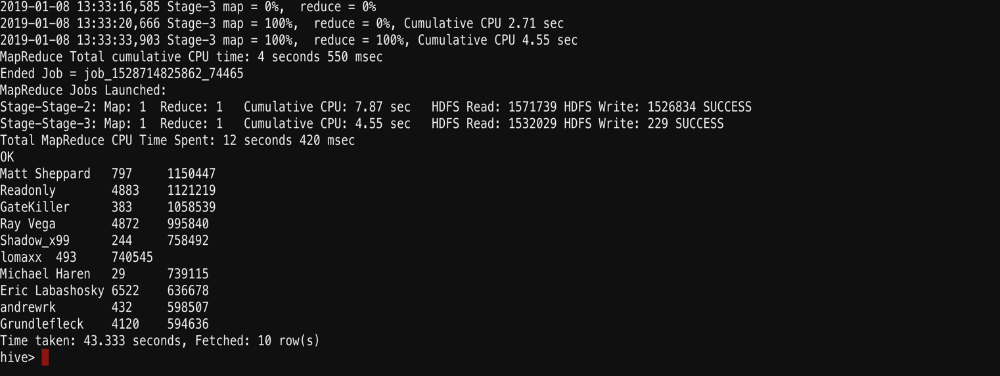 2019-01-08 13:33:16,585 Stage-3 map = 0%,  reduce = 0%
2019-01-08 13:33:20,666 Stage-3 map = 100%,  reduce = 0%, Cumulative CPU 2.71 sec
2019-01-08 13:33:33,903 Stage-3 map = 100%,  reduce = 100%, Cumulative CPU 4.55 sec
MapReduce Total cumulative CPU time: 4 seconds 550 msec
Ended Job = job_1528714825862_74465
MapReduce Jobs Launched:
Stage-Stage-2: Map: 1  Reduce: 1   Cumulative CPU: 7.87 sec   HDFS Read: 1571739 HDFS Write: 1526834 SUCCESS
Stage-Stage-3: Map: 1  Reduce: 1   Cumulative CPU: 4.55 sec   HDFS Read: 1532029 HDFS Write: 229 SUCCESS
Total MapReduce CPU Time Spent: 12 seconds 420 msec
OK
Matt Sheppard   797     1150447
Readonly        4883    1121219
GateKiller      383     1058539
Ray Vega        4872    995840
Shadow_x99      244     758492
lomaxx  493     740545
Michael Haren   29      739115
Eric Labashosky 6522    636678
andrewrk        432     598507
Grundlefleck    4120    594636
Time taken: 43.333 seconds, Fetched: 10 row(s)
hive>